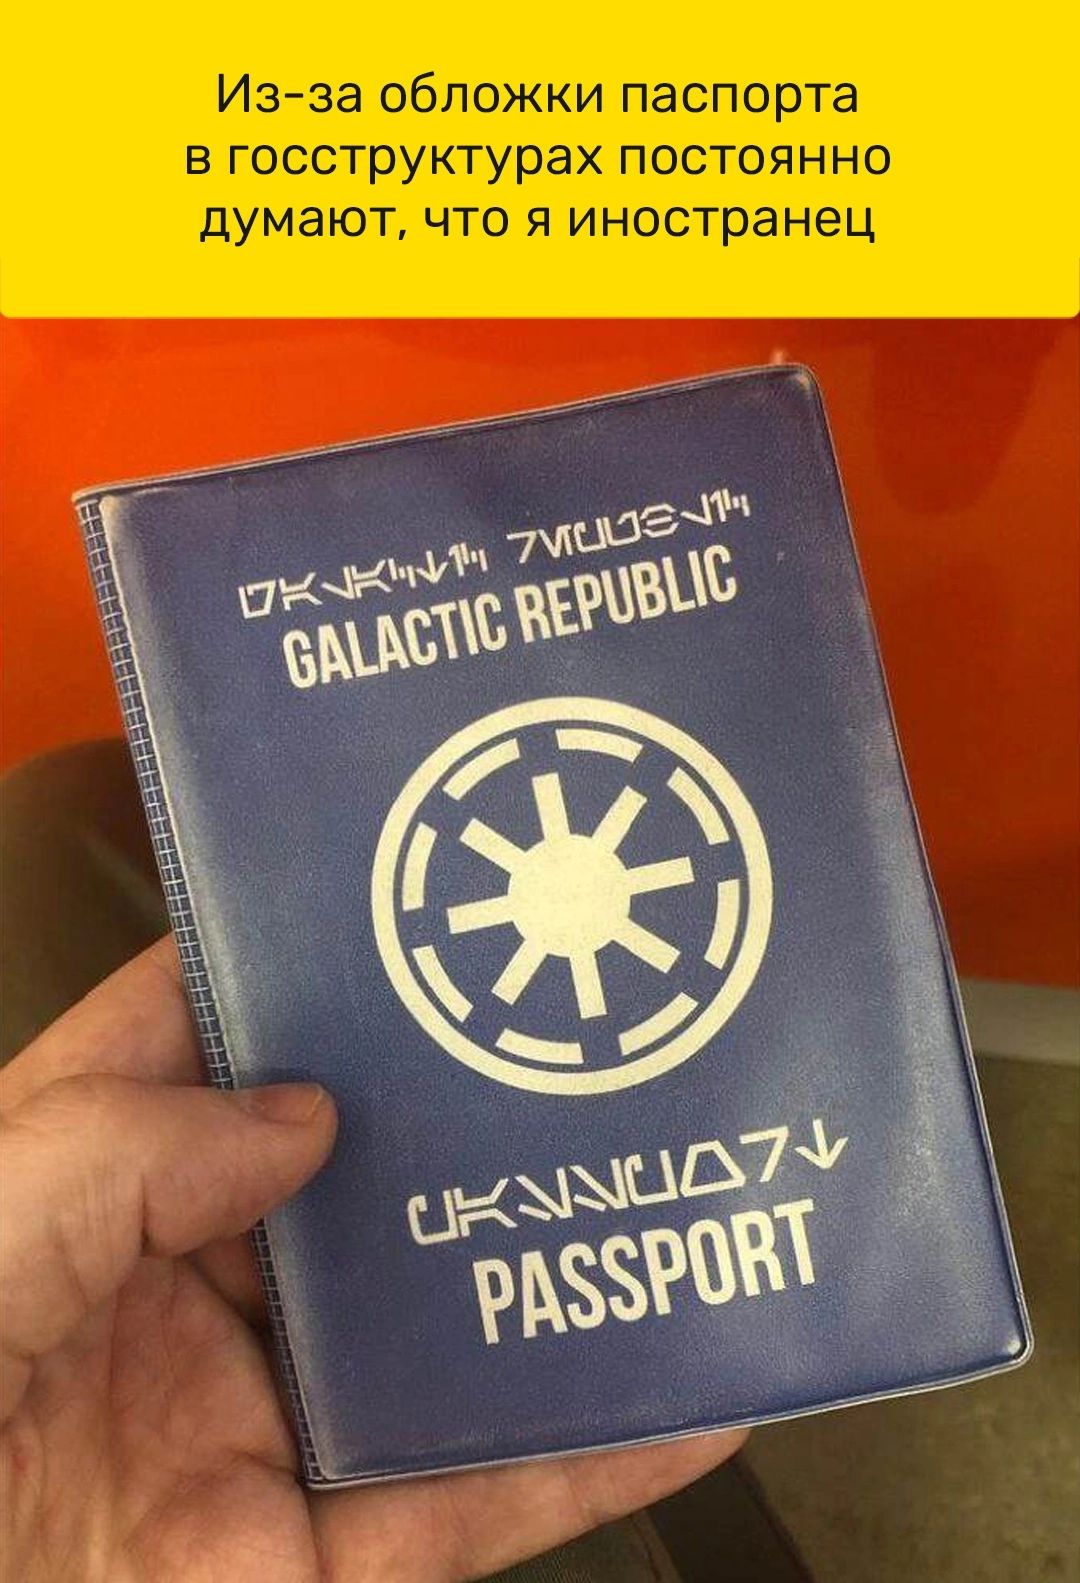 Из-за обложки паспорта
в госструктурах постоянно
думают, что я иностранец
GALACTIC REPUBLIC
PASSPORT